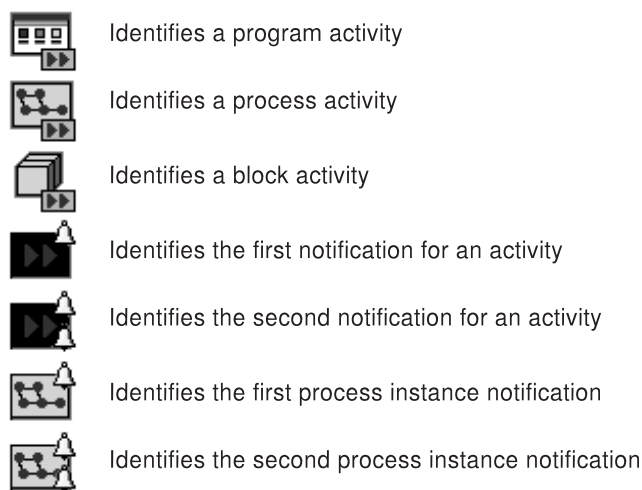 Identifies a program activity
Identifies a process activity
Identifies a block activity
Identifies the first notification for an activity
Identifies the second notification for an activity
Identifies the first process instance notification
Identifies the second process instance notification